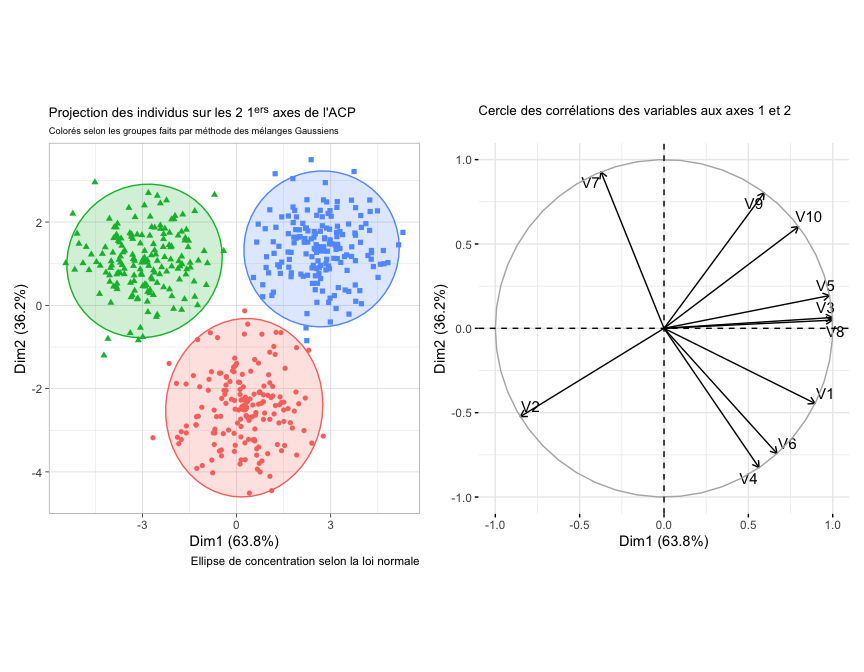 Projection des individus sur les 2 1ers axes de l'ACP
Colorés selon les groupes faits par méthode des mélanges Gaussiens
2
0
-2
-4
Dim2 (36.2%)
-3
0
3
Dim1 (63.8%)
Ellipse de concentration selon la loi normale
Cercle des corrélations des variables aux axes 1 et 2
1.0
0.5
0.0
-0.5
-1.0
Dim2 (36.2%)
V7
V9
V10
V5
V3
V8
V1
V2
V6
V4
-1.0
-0.5
0.0
0.5
1.0
Dim1 (63.8%)